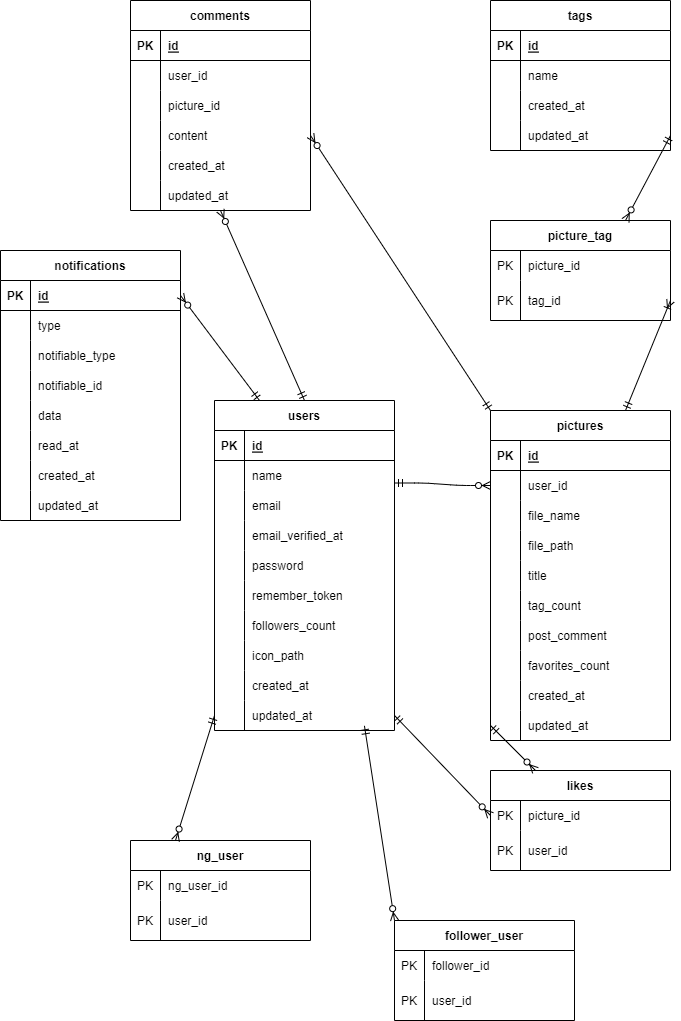 comments
PK id
user_id
picture_id
content
created_at
updated_at
tags
PK id
name
created_at
updated_at
picture_tag
PK picture_id
PK tag_id
notifications
PK id
type
notifiable_type
notifiable_id
data
read_at
created_at
updated_at
users
PK id
name
email
email_verified_at
password
remember_token
followers_count
icon_path
created_at
updated_at
pictures
PK id
user_id
file_name
file_path
title
tag_count
post_comment
favorites_count
created_at
updated_at
likes
PK picture_id
PK user_id
ng_user
PK ng_user_id
PK user_id
follower_user
PK follower_id
PK user_id